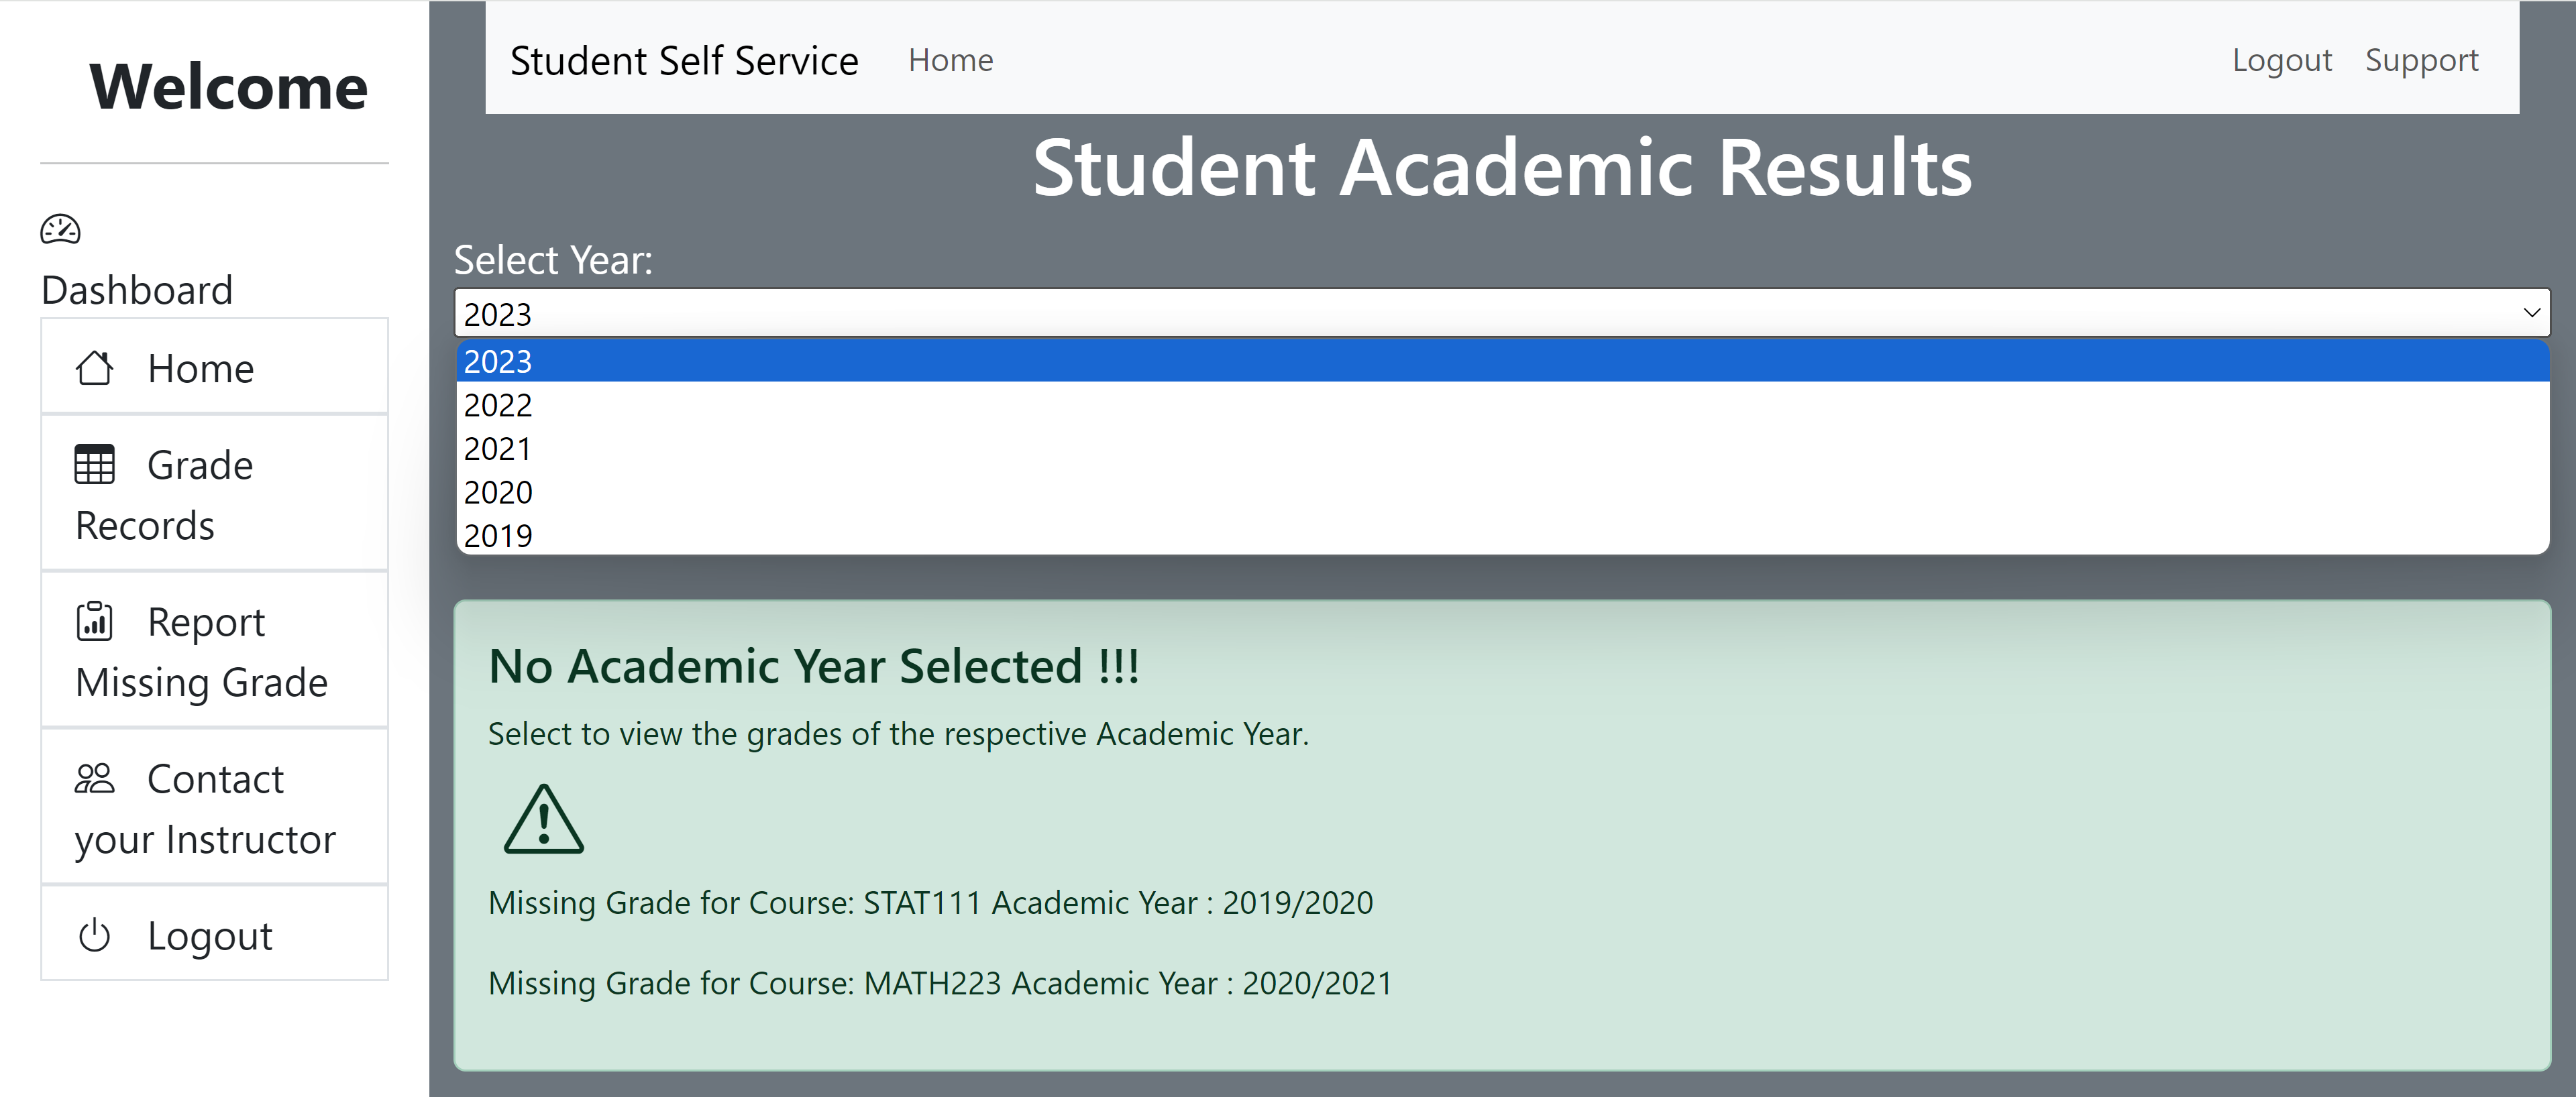 Welcome
Dashboard
Home
Grade
Records
Report
Missing Grade
Contact
your Instructor
Logout
Student Self Service Home Logout Support
Student Academic Results
Select Year:
2023
2023
2022
2021
2020
2019
No Academic Year Selected !!!
Select to view the grades of the respective Academic Year.
Missing Grade for Course: STAT111 Academic Year : 2019/2020
Missing Grade for Course: MATH223 Academic Year : 2020/2021